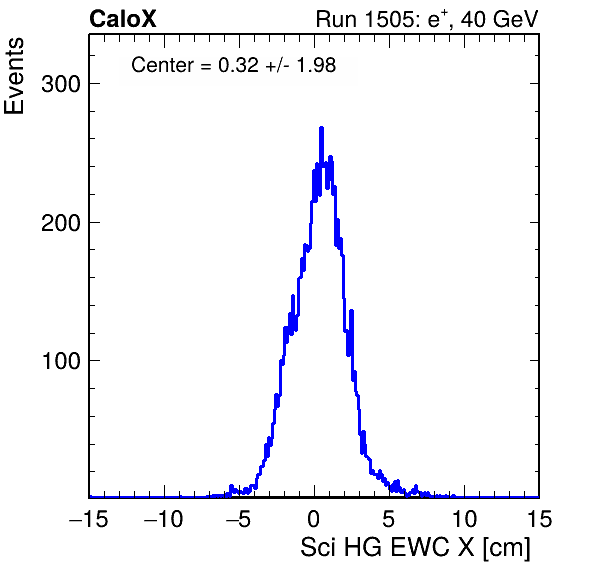 CaloX Run 1505: e⁺, 40 GeV
Center = 0.32 +/- 1.98
Events
300
200
100
−15 −10 −5 0 5 10 15
Sci HG EWC X [cm]